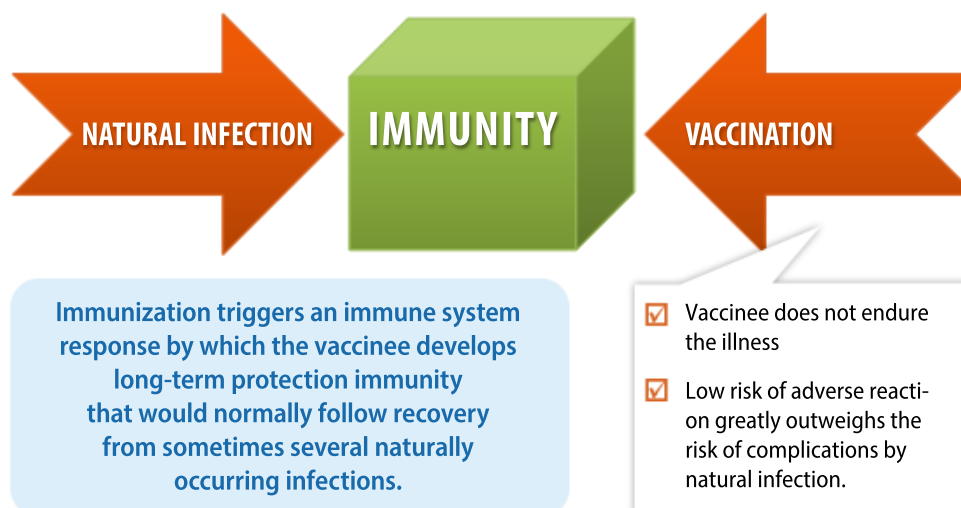 NATURAL INFECTION
IMMUNITY
VACCINATION
Immunization triggers an immune system
response by which the vaccinee develops
long-term protection immunity
that would normally follow recovery
from sometimes several naturally
occurring infections.
Vaccinee does not endure
the illness
Low risk of adverse reacti-
on greatly outweighs the
risk of complications by
natural infection.